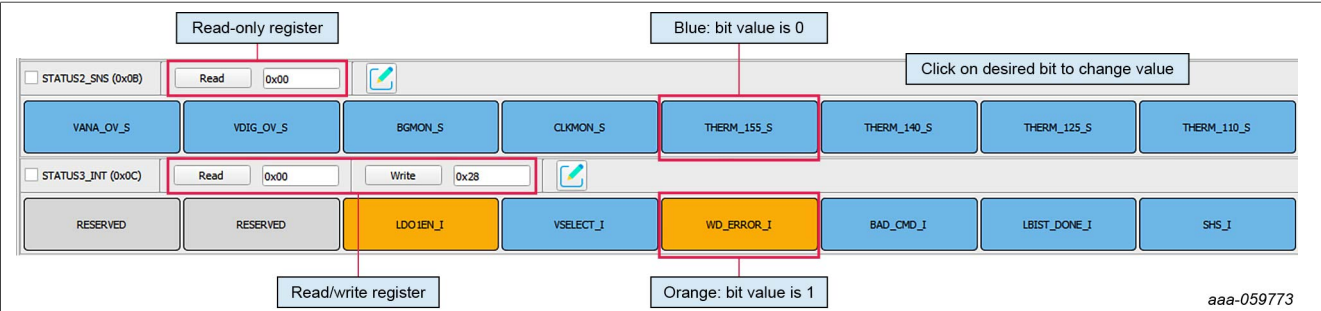 Read-only register
Blue: bit value is 0
Click on desired bit to change value
STATUS2_SNS (0x0B) Read 0x00
VANA_OV_S VDIG_OV_S BGMON_S CLKMON_S THERM_155_S THERM_140_S THERM_125_S THERM_110_S
STATUS3_INT (0x0C) Read 0x00 Write 0x28
RESERVED RESERVED LDO1EN_I VSELECT_I WD_ERROR_I BAD_CMD_I LBIST_DONE_I SHS_I
Read/write register
Orange: bit value is 1
aaa-059773